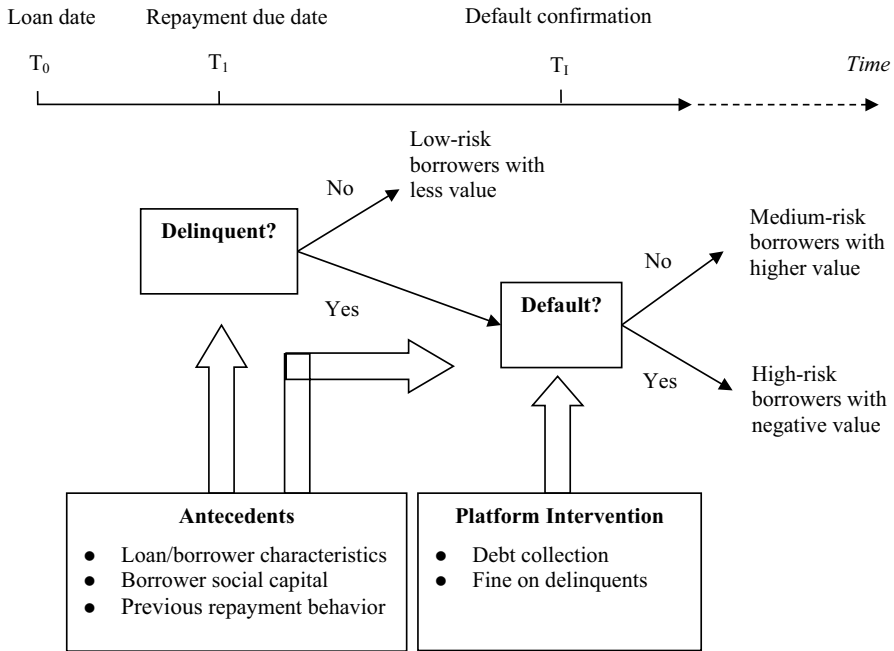 Loan date Repayment due date Default confirmation
T₀ T₁ T_I Time
Low-risk
borrowers with
less value
No
Delinquent?
Yes
Medium-risk
borrowers with
higher value
No
Default?
Yes
High-risk
borrowers with
negative value
Antecedents
● Loan/borrower characteristics
● Borrower social capital
● Previous repayment behavior
Platform Intervention
● Debt collection
● Fine on delinquents